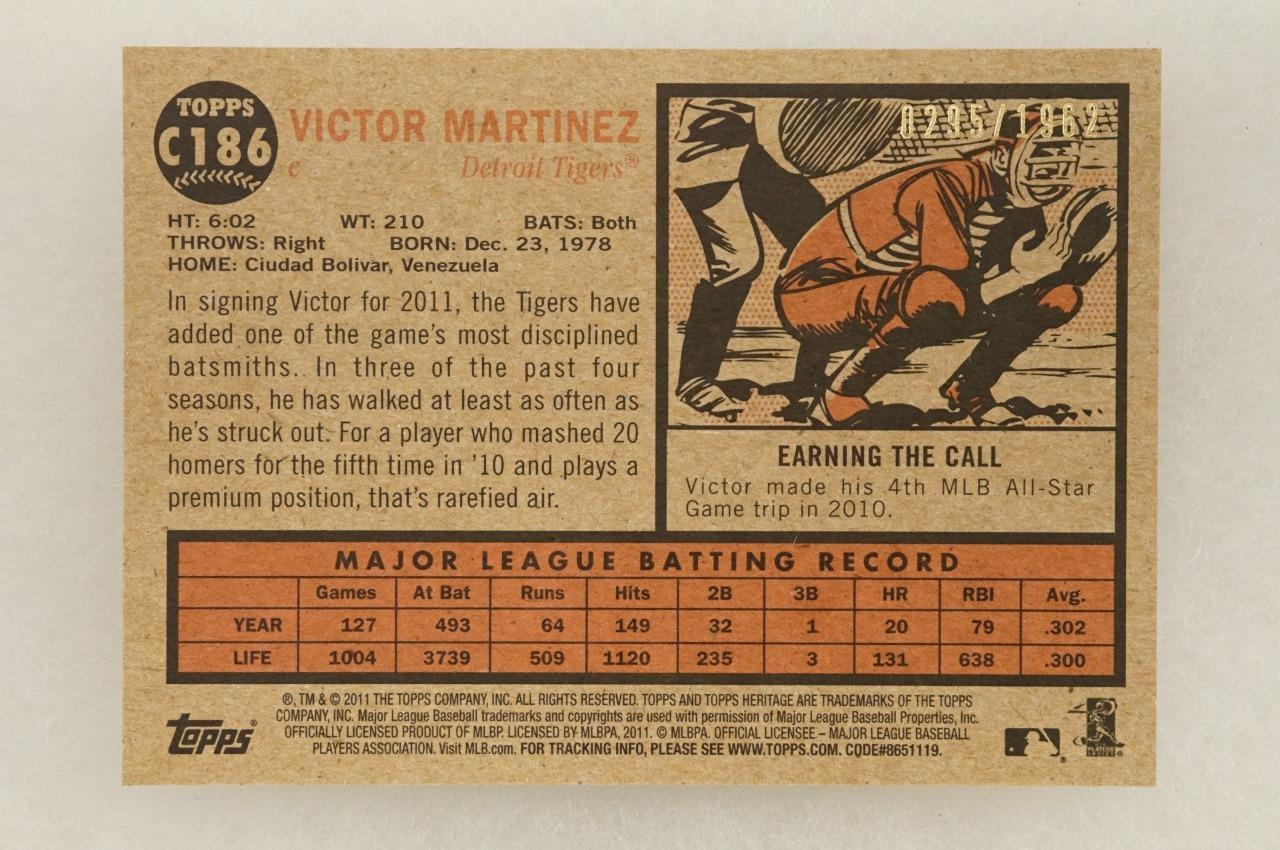 TOPPS
C186
VICTOR MARTINEZ
c
Detroit Tigers®
HT: 6:02 WT: 210 BATS: Both
THROWS: Right BORN: Dec. 23, 1978
HOME: Ciudad Bolivar, Venezuela
In signing Victor for 2011, the Tigers have
added one of the game's most disciplined
batsmiths. In three of the past four
seasons, he has walked at least as often as
he's struck out. For a player who mashed 20
homers for the fifth time in '10 and plays a
premium position, that's rarefied air.
0295/1962
EARNING THE CALL
Victor made his 4th MLB All-Star
Game trip in 2010.
MAJOR LEAGUE BATTING RECORD
Games At Bat Runs Hits 2B 3B HR RBI Avg.
YEAR 127 493 64 149 32 1 20 79 .302
LIFE 1004 3739 509 1120 235 3 131 638 .300
®, TM & © 2011 THE TOPPS COMPANY, INC. ALL RIGHTS RESERVED. TOPPS AND TOPPS HERITAGE ARE TRADEMARKS OF THE TOPPS
COMPANY, INC. Major League Baseball trademarks and copyrights are used with permission of Major League Baseball Properties, Inc.
OFFICIALLY LICENSED PRODUCT OF MLBP. LICENSED BY MLBPA, 2011. © MLBPA. OFFICIAL LICENSEE – MAJOR LEAGUE BASEBALL
PLAYERS ASSOCIATION. Visit MLB.com. FOR TRACKING INFO, PLEASE SEE WWW.TOPPS.COM. CODE#8651119.
Topps®